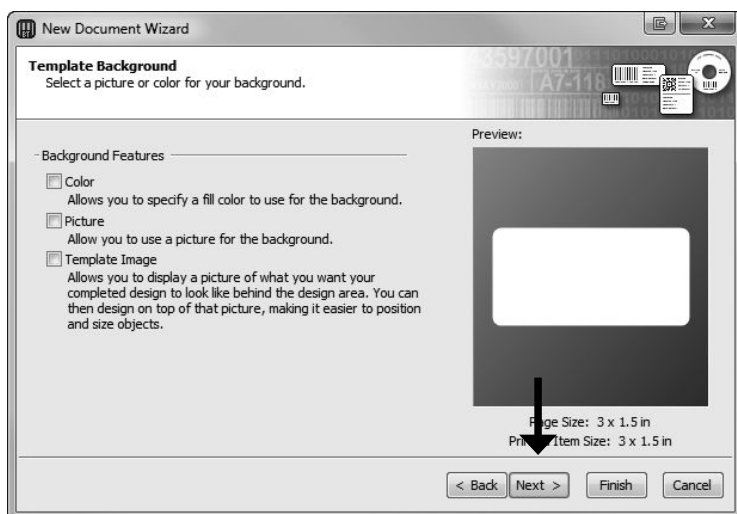 New Document Wizard
Template Background
Select a picture or color for your background.
3597001
A7-118
Preview:
Background Features
Color
Allows you to specify a fill color to use for the background.
Picture
Allow you to use a picture for the background.
Template Image
Allows you to display a picture of what you want your
completed design to look like behind the design area. You can
then design on top of that picture, making it easier to position
and size objects.
Size: 3 x 1.5 in
Item Size: 3 x 1.5 in
< Back Next > Finish Cancel